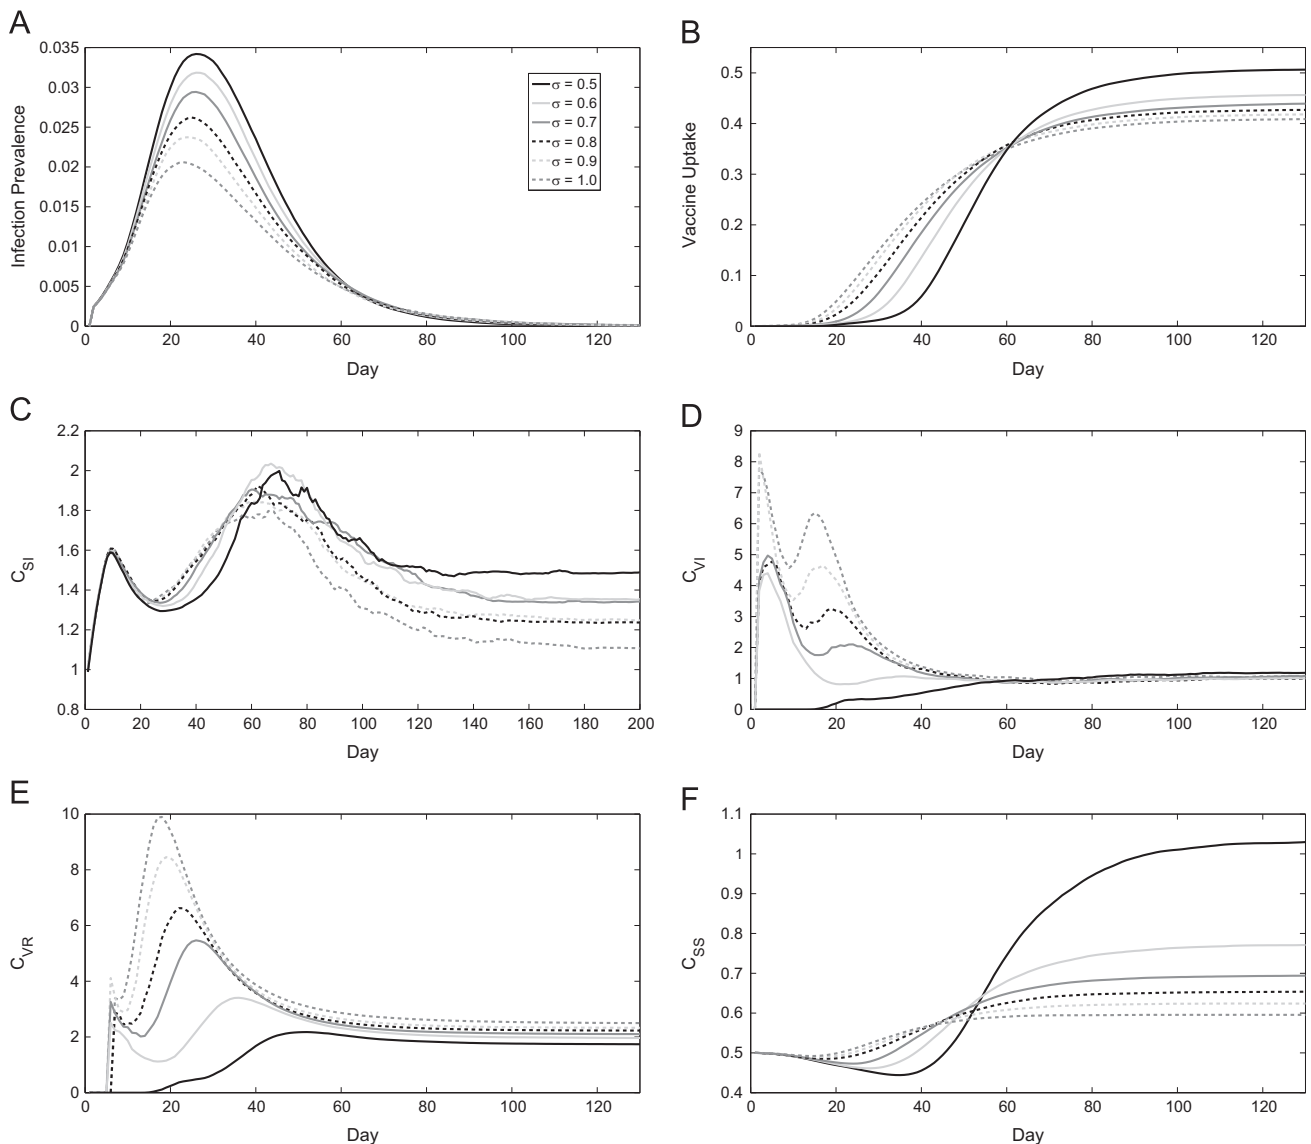 A
0.035
0.03
0.025
0.02
0.015
0.01
0.005
0
Infection Prevalence
0 20 40 60 80 100 120
Day
σ = 0.5
σ = 0.6
σ = 0.7
σ = 0.8
σ = 0.9
σ = 1.0
B
0.5
0.4
0.3
0.2
0.1
0
Vaccine Uptake
0 20 40 60 80 100 120
Day
C
2.2
2
1.8
1.6
1.4
1.2
1
0.8
C_SI
0 20 40 60 80 100 120 140 160 180 200
Day
D
9
8
7
6
5
4
3
2
1
0
C_VI
0 20 40 60 80 100 120
Day
E
10
8
6
4
2
0
C_VR
0 20 40 60 80 100 120
Day
F
1.1
1
0.9
0.8
0.7
0.6
0.5
0.4
C_SS
0 20 40 60 80 100 120
Day